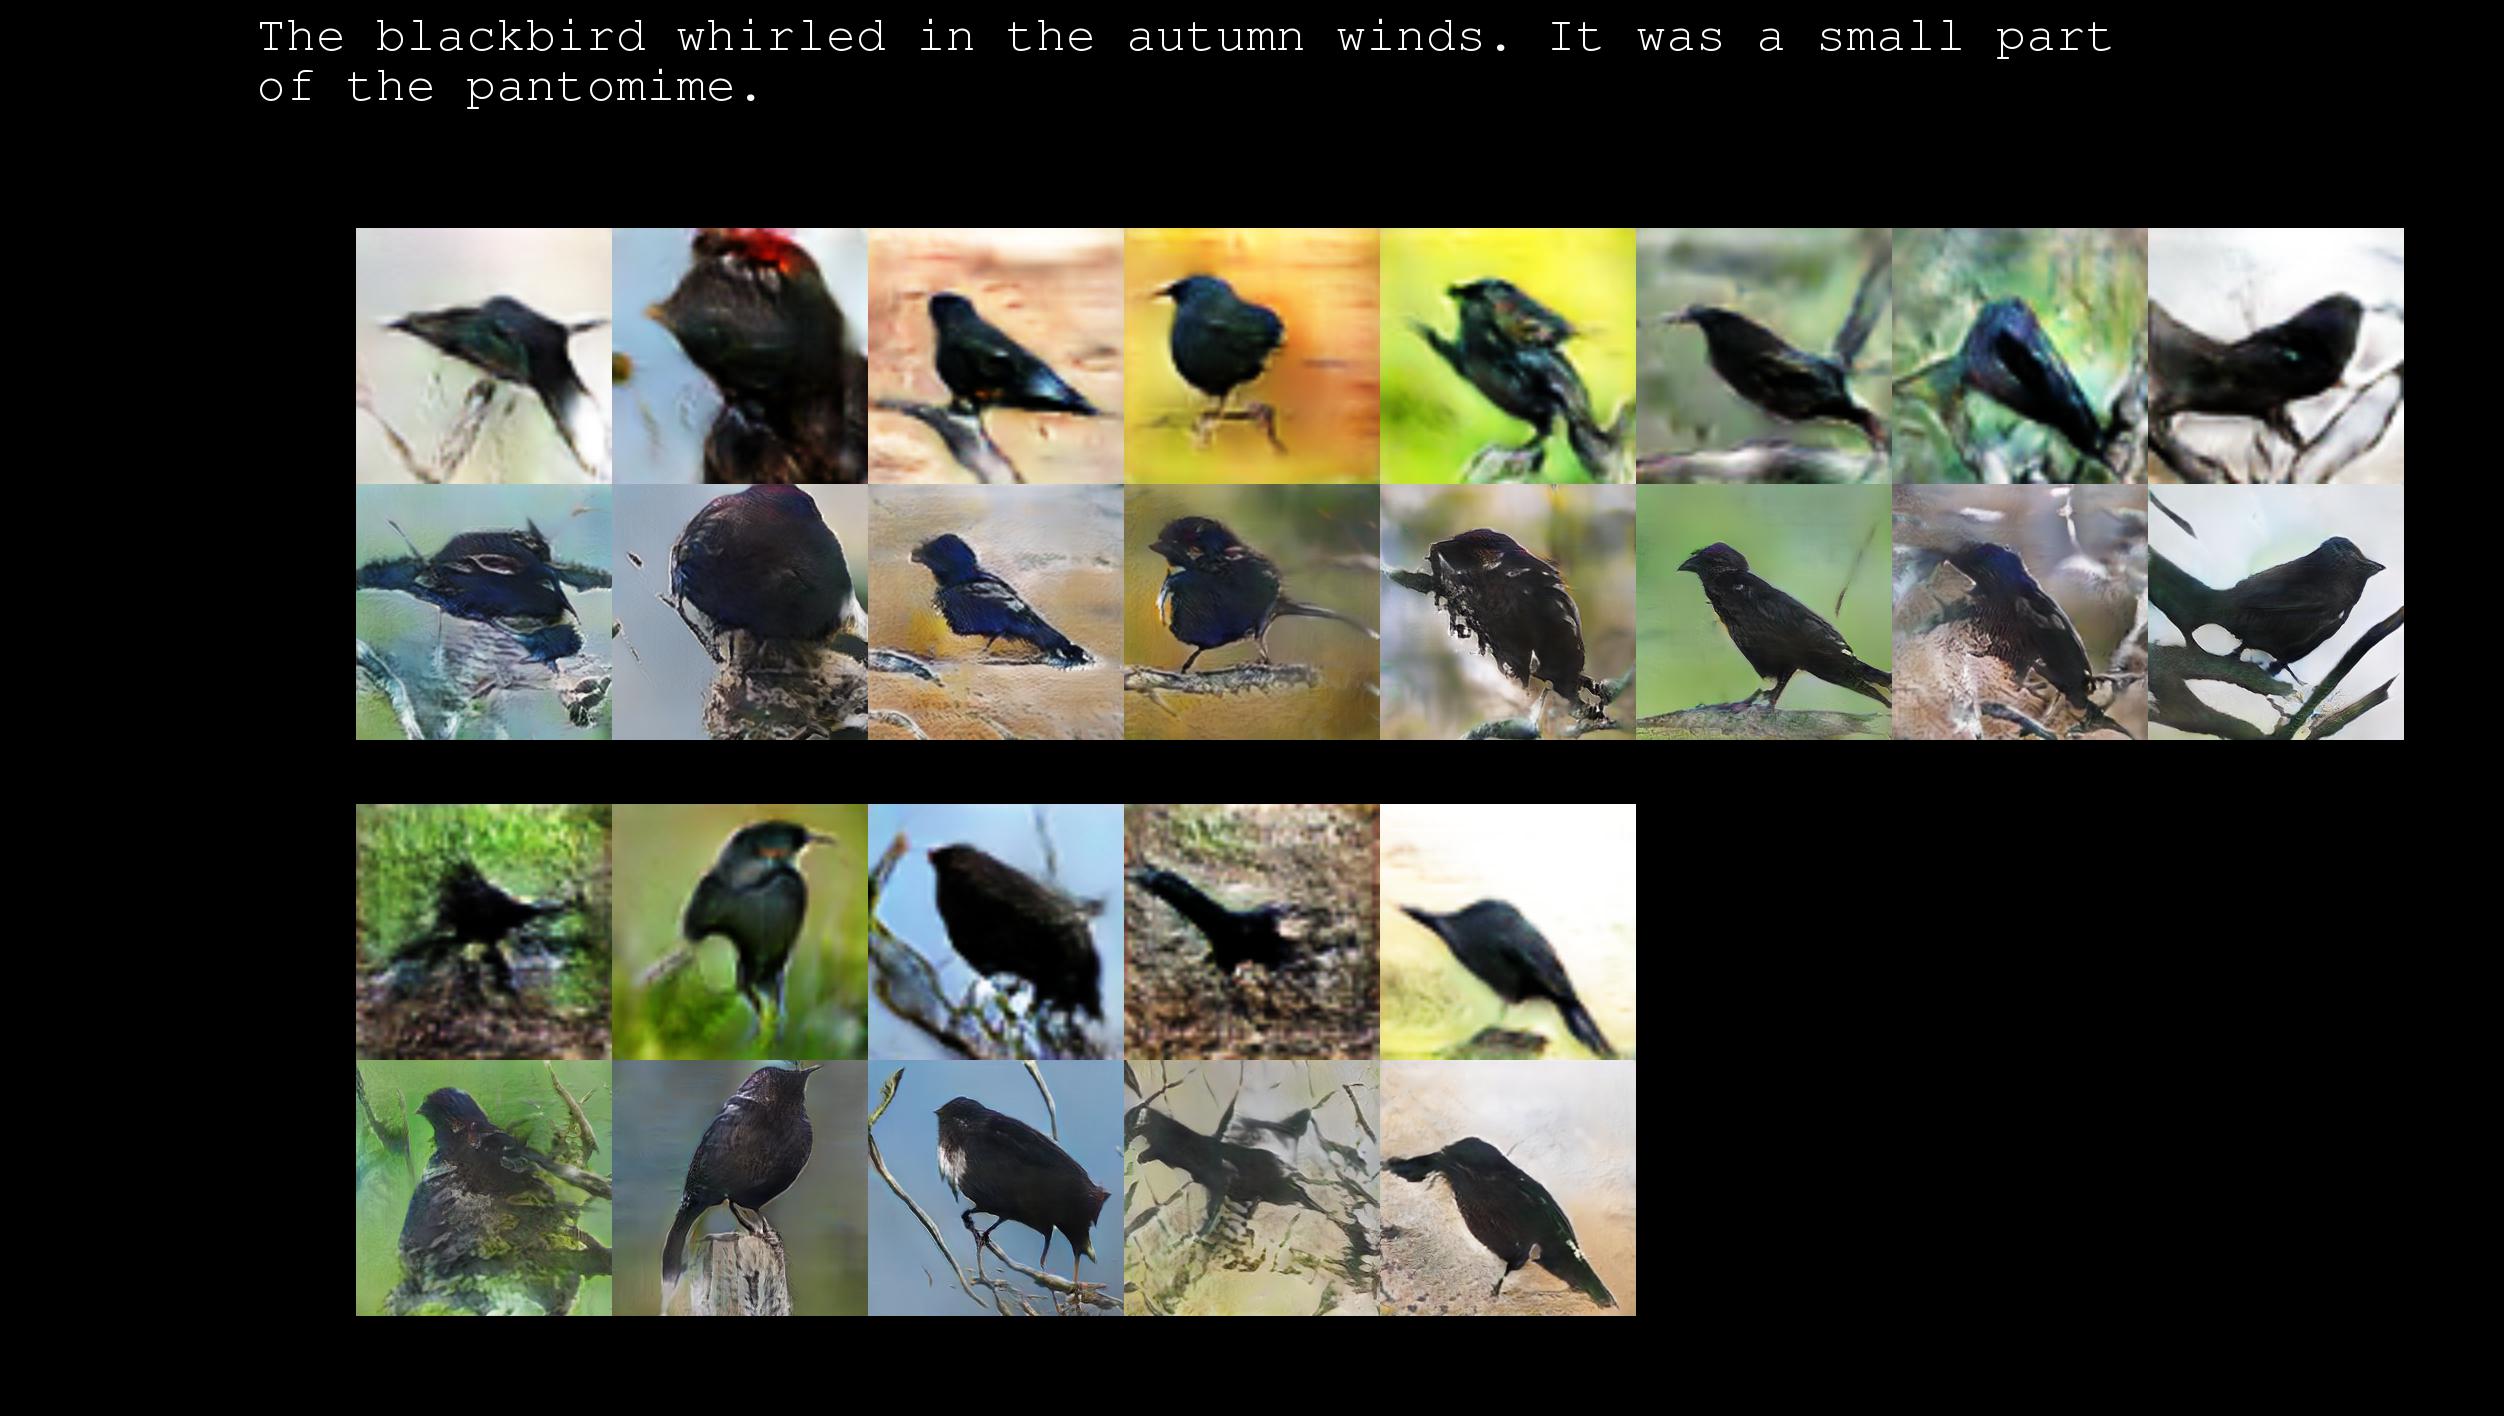 The blackbird whirled in the autumn winds. It was a small part
of the pantomime.